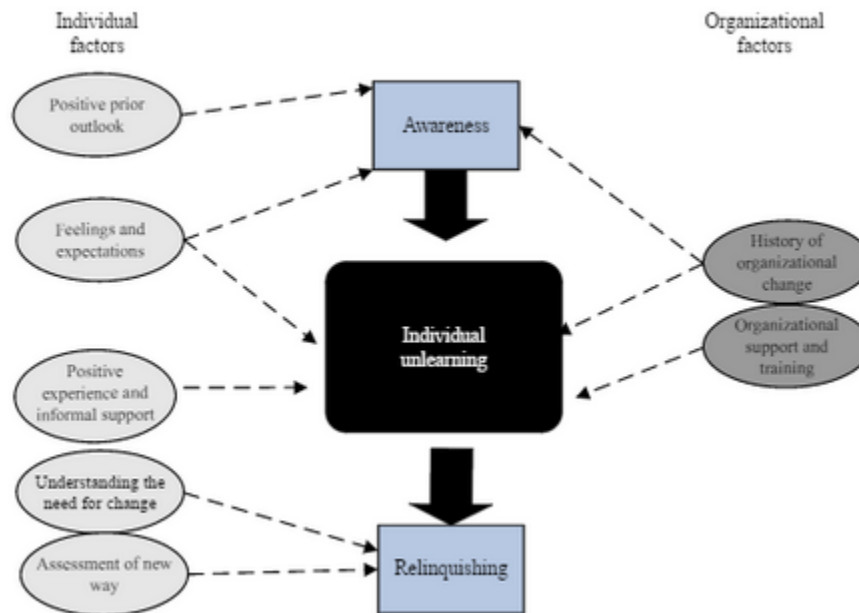 Individual
factors
Organizational
factors
Positive prior
outlook
Awareness
Feelings and
expectations
History of
organizational
change
Individual
unlearning
Organizational
support and
training
Positive
experience and
informal support
Understanding the
need for change
Assessment of new
way
Relinquishing